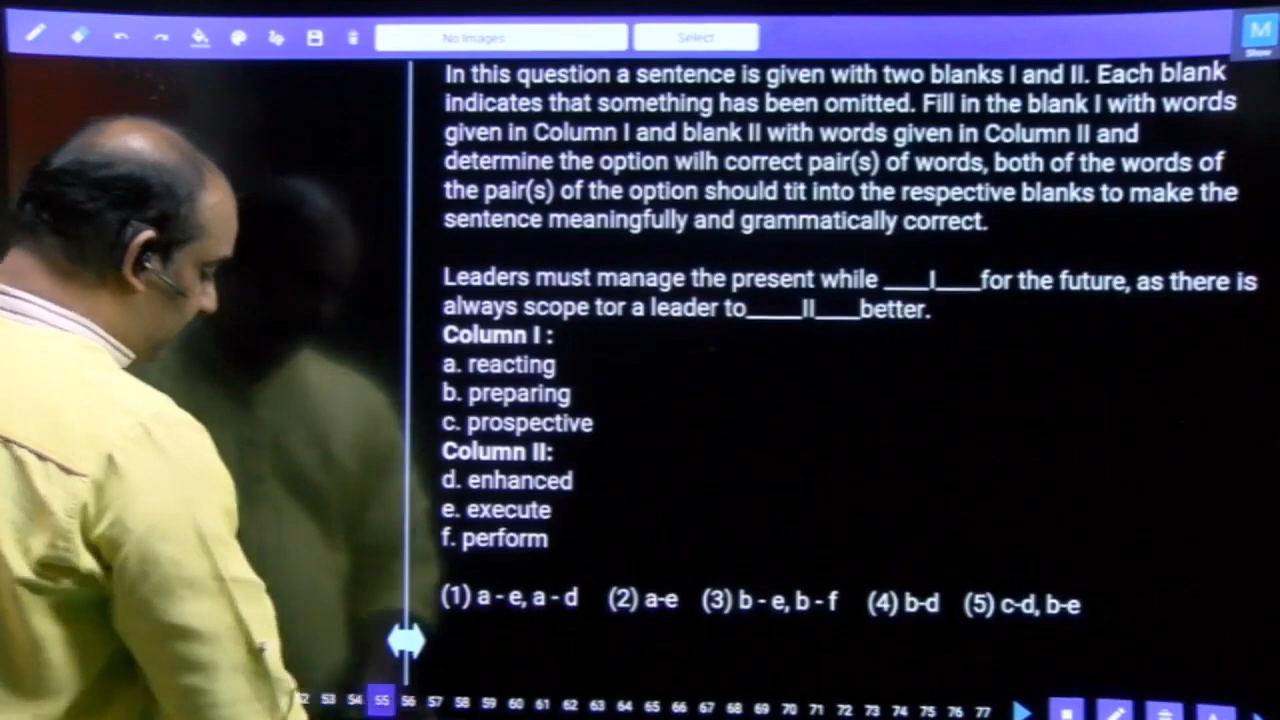 No Images
Select
M
Show
In this question a sentence is given with two blanks I and II. Each blank
indicates that something has been omitted. Fill in the blank I with words
given in Column I and blank II with words given in Column II and
determine the option wilh correct pair(s) of words, both of the words of
the pair(s) of the option should tit into the respective blanks to make the
sentence meaningfully and grammatically correct.
Leaders must manage the present while ____I____for the future, as there is
always scope tor a leader to_____II____better.
Column I :
a. reacting
b. preparing
c. prospective
Column II:
d. enhanced
e. execute
f. perform
(1) a - e, a - d (2) a-e (3) b - e, b - f (4) b-d (5) c-d, b-e
53 54 55 56 57 58 59 60 61 62 63 64 65 66 67 68 69 70 71 72 73 74 75 76 77